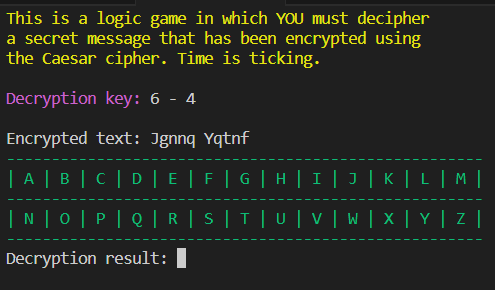 This is a logic game in which YOU must decipher
a secret message that has been encrypted using
the Caesar cipher. Time is ticking.
Decryption key: 6 - 4
Encrypted text: Jgnnq Yqtnf
| A | B | C | D | E | F | G | H | I | J | K | L | M |
| N | O | P | Q | R | S | T | U | V | W | X | Y | Z |
Decryption result: